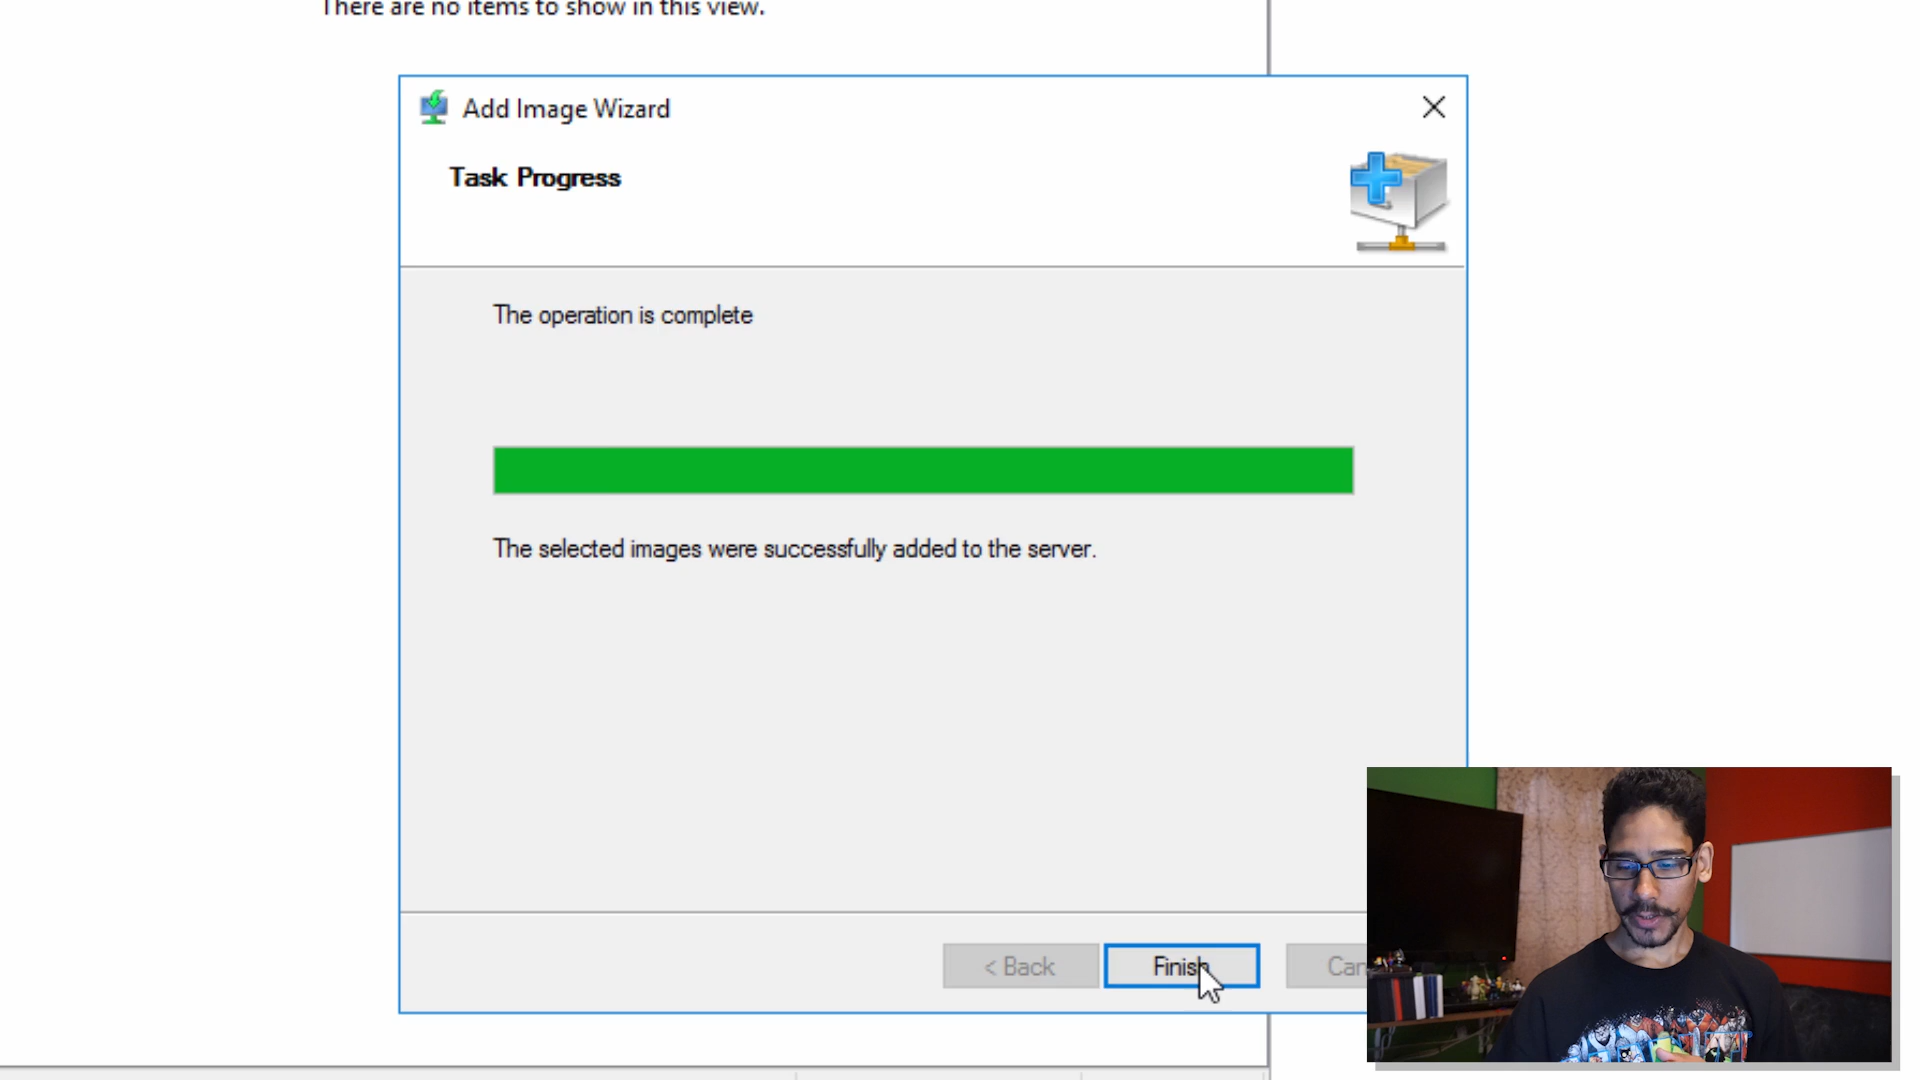 There are no items to show in this view.
Add Image Wizard
Task Progress
The operation is complete
The selected images were successfully added to the server.
< Back
Finish
Can